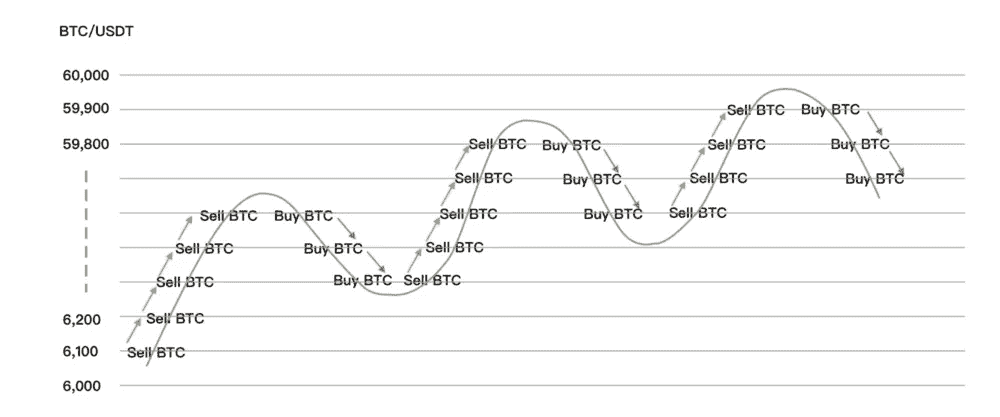 BTC/USDT
60,000
59,900 Sell BTC Buy BTC
59,800 Sell BTC Buy BTC Sell BTC Buy BTC
Sell BTC Buy BTC Sell BTC Buy BTC
Sell BTC Buy BTC Sell BTC Buy BTC Sell BTC
Sell BTC Buy BTC Sell BTC
Sell BTC Buy BTC Sell BTC
6,200 Sell BTC
6,100 Sell BTC
6,000